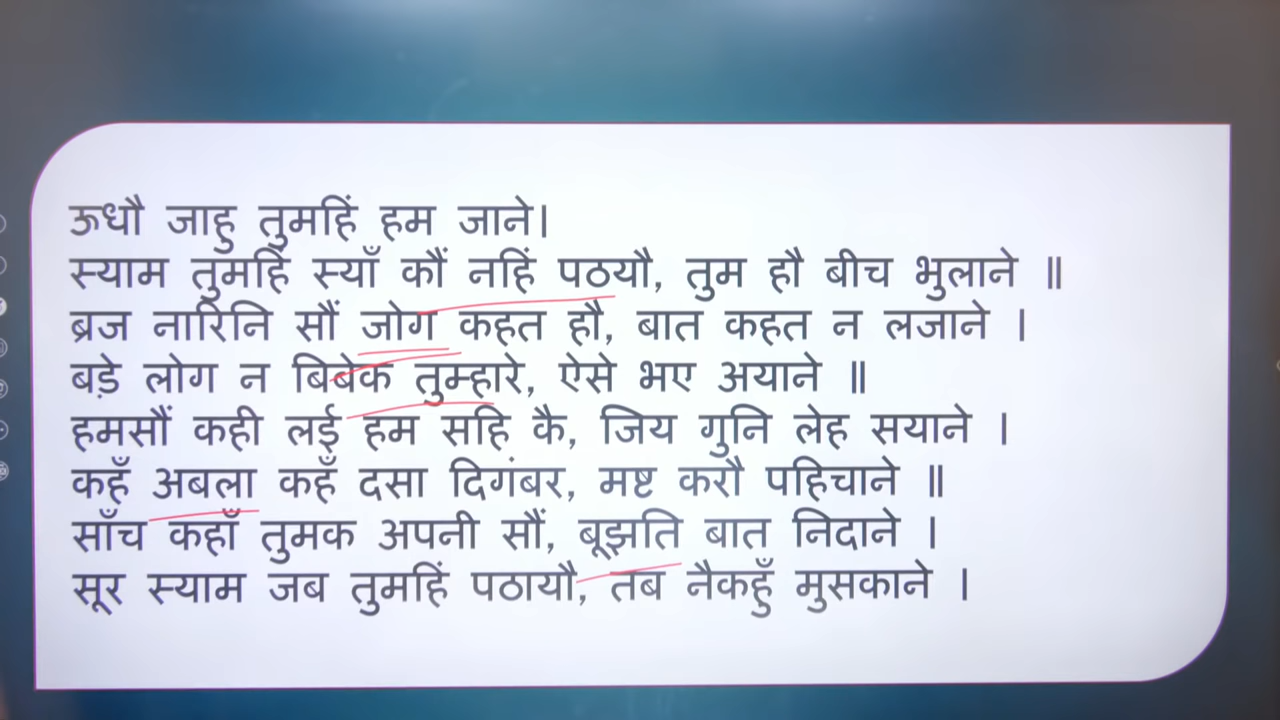 ऊधौ जाहु तुमहिं हम जाने।
स्याम तुमहिं स्याँ कौं नहिं पठयौ, तुम हौ बीच भुलाने ॥
ब्रज नारिनि सौं जोग कहत हौ, बात कहत न लजाने ।
बड़े लोग न बिबेक तुम्हारे, ऐसे भए अयाने ॥
हमसौं कही लई हम सहि कै, जिय गुनि लेह सयाने ।
कहँ अबला कहँ दसा दिगंबर, मष्ट करौ पहिचाने ॥
साँच कहाँ तुमक अपनी सौं, बूझति बात निदाने ।
सूर स्याम जब तुमहिं पठायौ, तब नैकहुँ मुसकाने ।